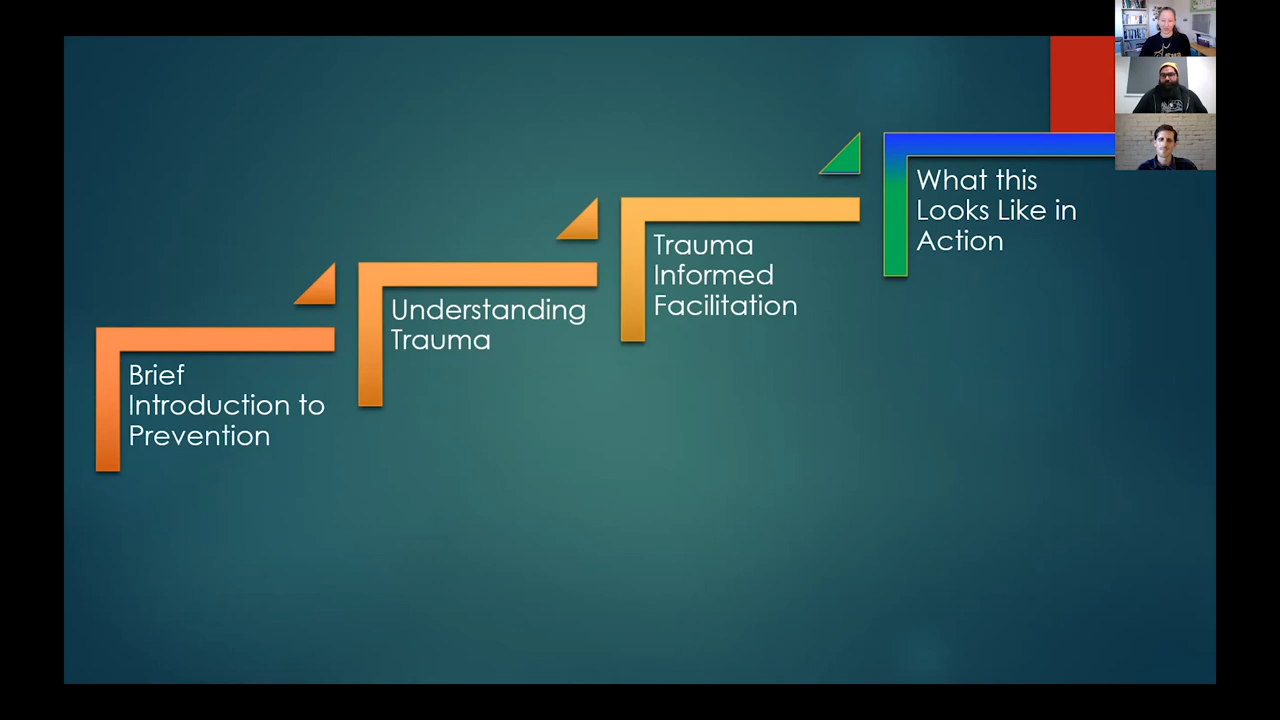 Brief
Introduction to
Prevention
Understanding
Trauma
Trauma
Informed
Facilitation
What this
Looks Like in
Action